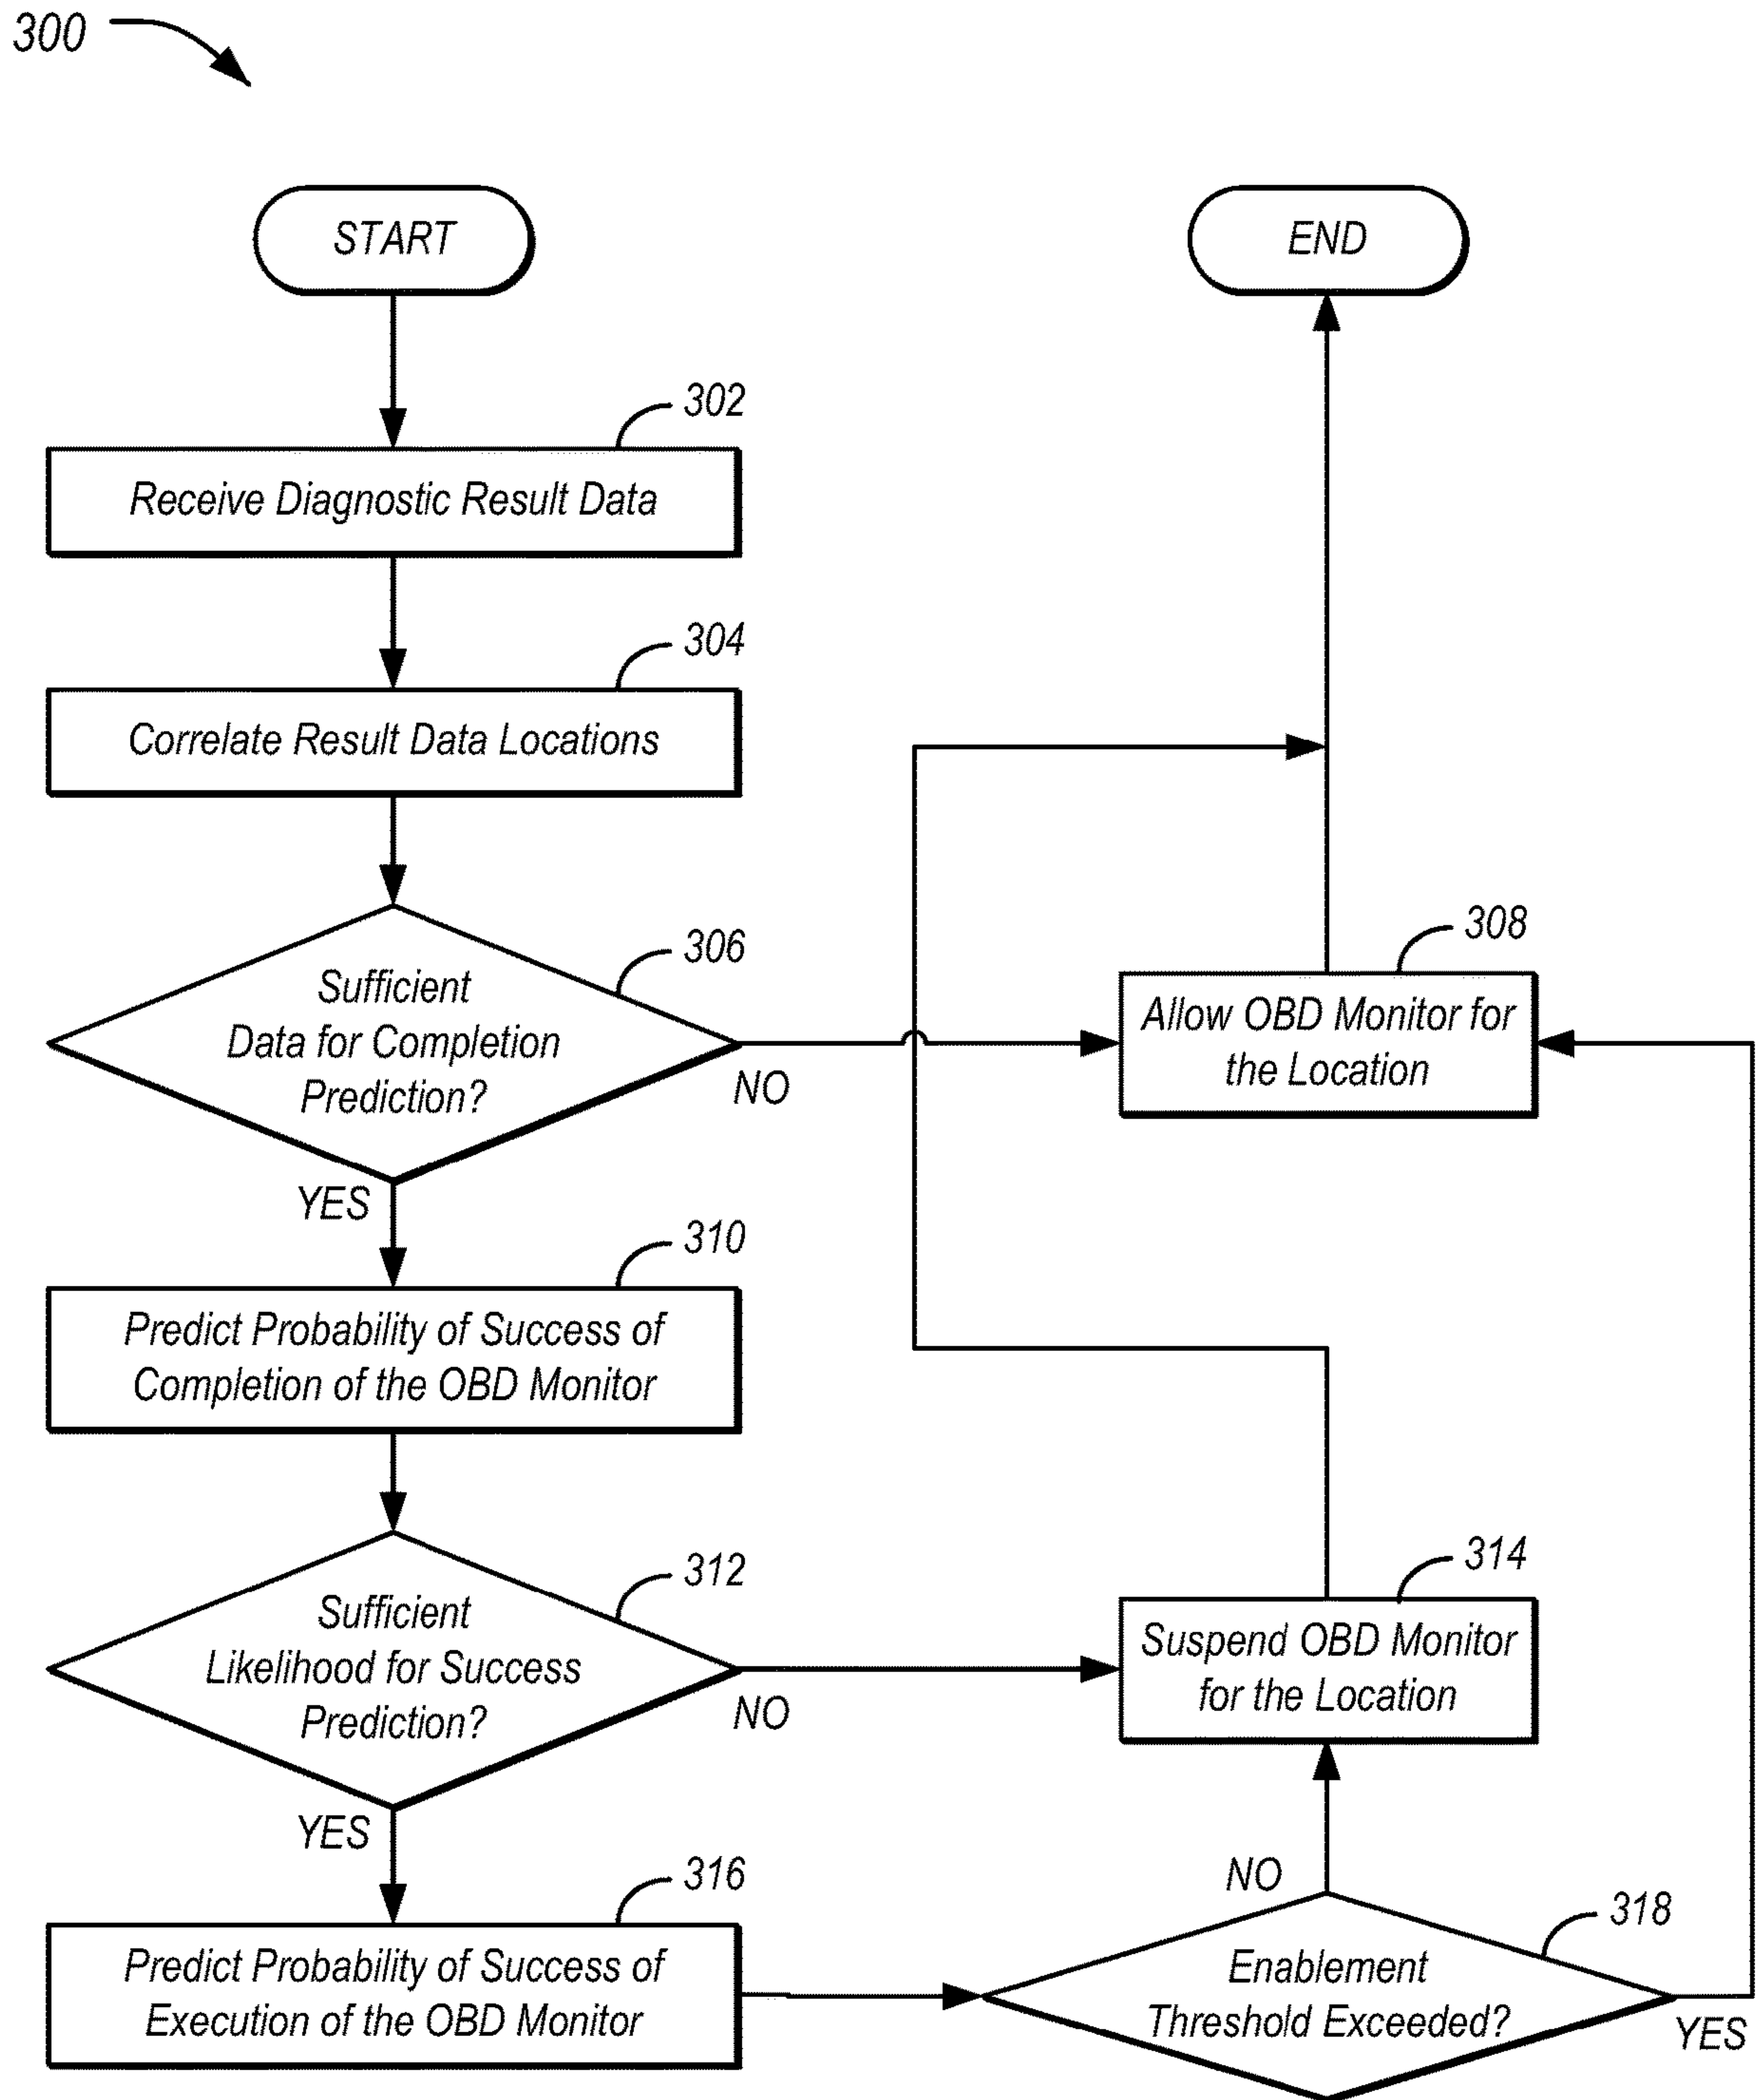 300
START
END
302
Receive Diagnostic Result Data
304
Correlate Result Data Locations
306
Sufficient
Data for Completion
Prediction?
NO
YES
308
Allow OBD Monitor for
the Location
310
Predict Probability of Success of
Completion of the OBD Monitor
312
Sufficient
Likelihood for Success
Prediction?
NO
YES
314
Suspend OBD Monitor
for the Location
316
Predict Probability of Success of
Execution of the OBD Monitor
NO
318
Enablement
Threshold Exceeded?
YES